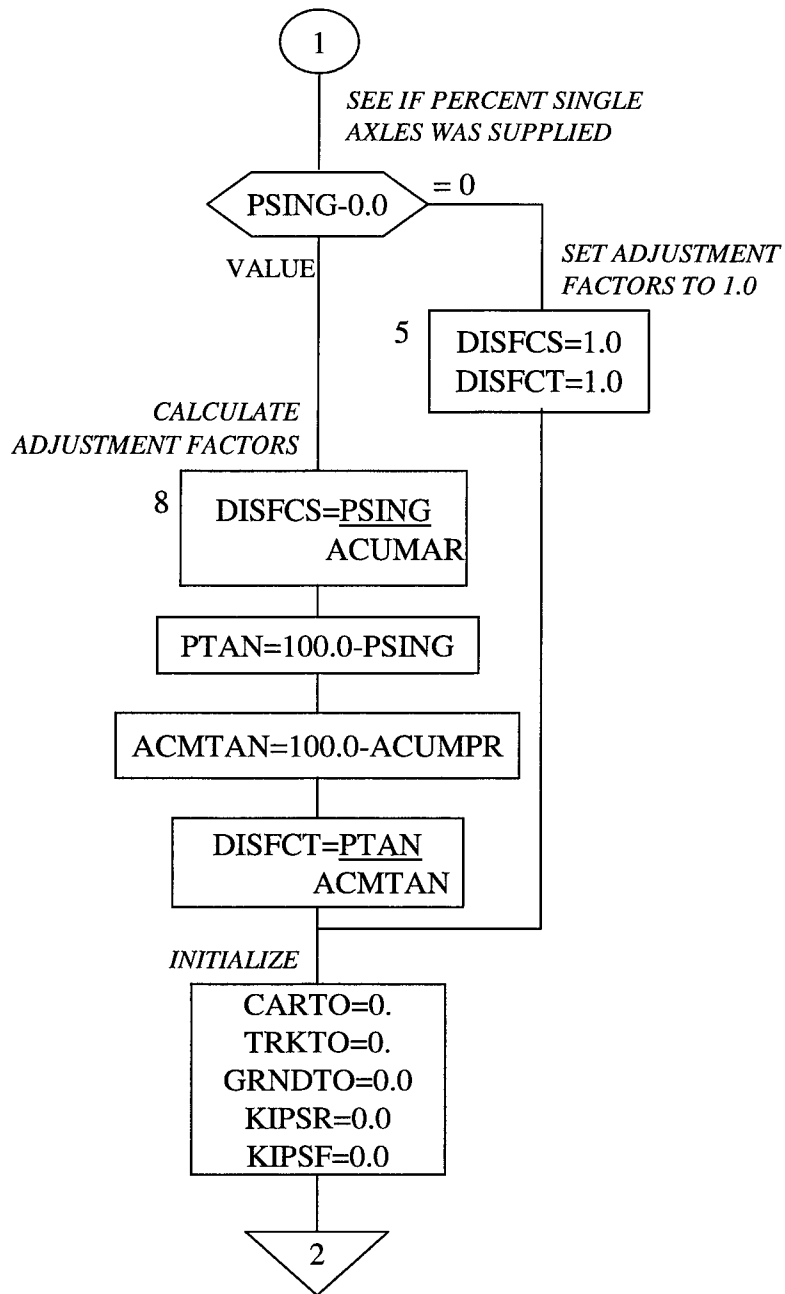 1
SEE IF PERCENT SINGLE
AXLES WAS SUPPLIED
PSING-0.0
= 0
VALUE
SET ADJUSTMENT
FACTORS TO 1.0
5
DISFCS=1.0
DISFCT=1.0
CALCULATE
ADJUSTMENT FACTORS
8
DISFCS=PSING
ACUMAR
PTAN=100.0-PSING
ACMTAN=100.0-ACUMPR
DISFCT=PTAN
ACMTAN
INITIALIZE
CARTO=0.
TRKTO=0.
GRNDTO=0.0
KIPSR=0.0
KIPSF=0.0
2